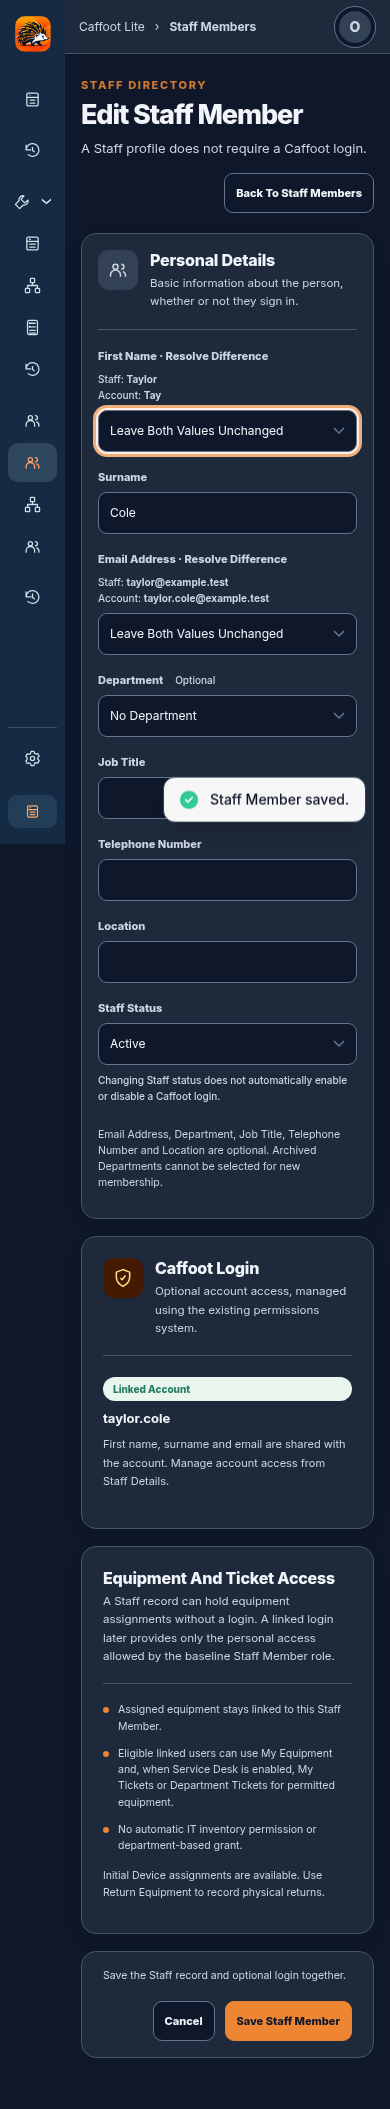 Caffoot Lite › Staff Members
O
STAFF DIRECTORY
Edit Staff Member
A Staff profile does not require a Caffoot login.
Back To Staff Members
Personal Details
Basic information about the person,
whether or not they sign in.
First Name · Resolve Difference
Staff: Taylor
Account: Tay
Leave Both Values Unchanged
Surname
Cole
Email Address · Resolve Difference
Staff: taylor@example.test
Account: taylor.cole@example.test
Leave Both Values Unchanged
Department Optional
No Department
Job Title
Staff Member saved.
Telephone Number
Location
Staff Status
Active
Changing Staff status does not automatically enable
or disable a Caffoot login.
Email Address, Department, Job Title, Telephone
Number and Location are optional. Archived
Departments cannot be selected for new
membership.
Caffoot Login
Optional account access, managed
using the existing permissions
system.
Linked Account
taylor.cole
First name, surname and email are shared with
the account. Manage account access from
Staff Details.
Equipment And Ticket Access
A Staff record can hold equipment
assignments without a login. A linked login
later provides only the personal access
allowed by the baseline Staff Member role.
Assigned equipment stays linked to this Staff
Member.
Eligible linked users can use My Equipment
and, when Service Desk is enabled, My
Tickets or Department Tickets for permitted
equipment.
No automatic IT inventory permission or
department-based grant.
Initial Device assignments are available. Use
Return Equipment to record physical returns.
Save the Staff record and optional login together.
Cancel
Save Staff Member